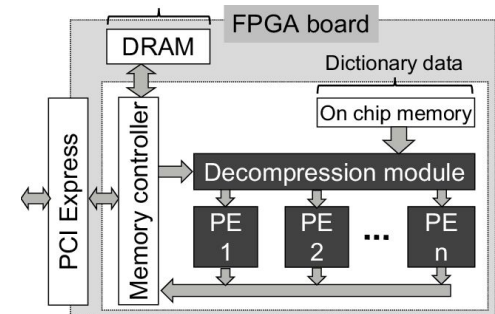 FPGA board
DRAM
Dictionary data
On chip memory
PCI Express
Memory controller
Decompression module
PE
1
PE
2
...
PE
n